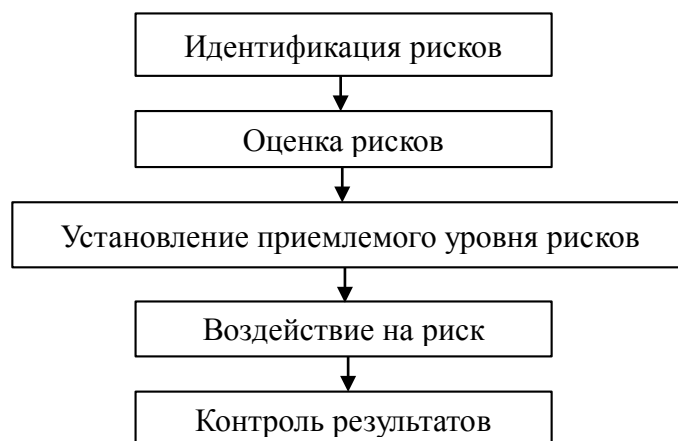 Идентификация рисков
Оценка рисков
Установление приемлемого уровня рисков
Воздействие на риск
Контроль результатов